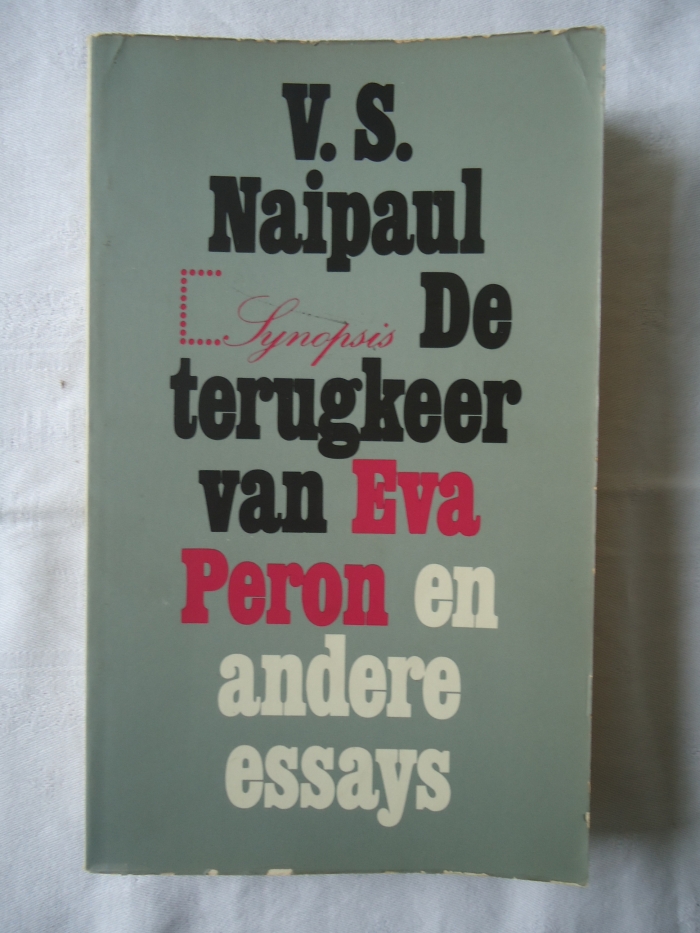 V. S.
Naipaul
Synopsis De
terugkeer
van Eva
Peron en
andere
essays